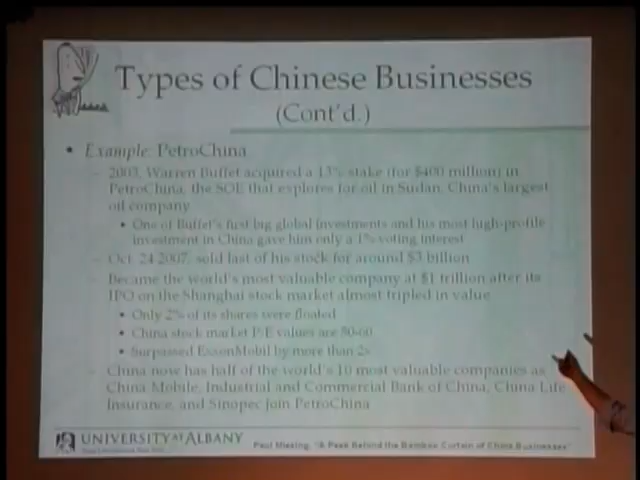 Types of Chinese Businesses
(Cont'd.)
• Example: PetroChina
– 2003, Warren Buffet acquired a 13% stake (for $400 million) in
PetroChina, the SOE that explores for oil in Sudan, China's largest
oil company
• One of Buffet's first big global investments and his most high-profile
investment in China gave him only a 1% voting interest
– Oct. 24 2007, sold last of his stock for around $3 billion
– Became the world's most valuable company at $1 trillion after its
IPO on the Shanghai stock market almost tripled in value
• Only 2% of its shares were floated
• China stock market P/E values are 50-60
• Surpassed ExxonMobil by more than 2x
– China now has half of the world's 10 most valuable companies as
China Mobile, Industrial and Commercial Bank of China, China Life
Insurance, and Sinopec join PetroChina
UNIVERSITY AT ALBANY
Paul Miesing, "A Peek Behind the Bamboo Curtain of China Businesses"